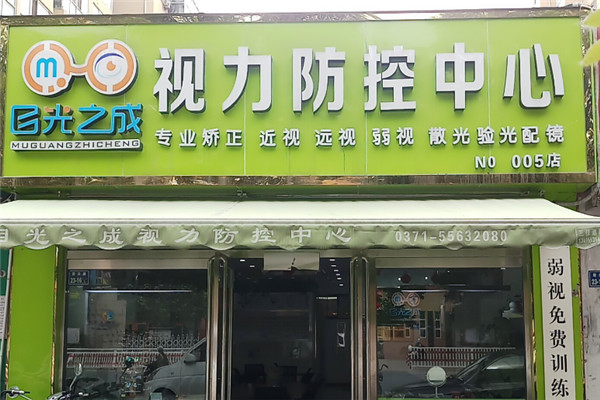 m
目光之成
MUGUANGZHICHENG
视力防控中心
专业矫正 近视 远视 弱视 散光验光配镜
NO 005店
目光之成视力防控中心 0371-55632080
弱视免费训练